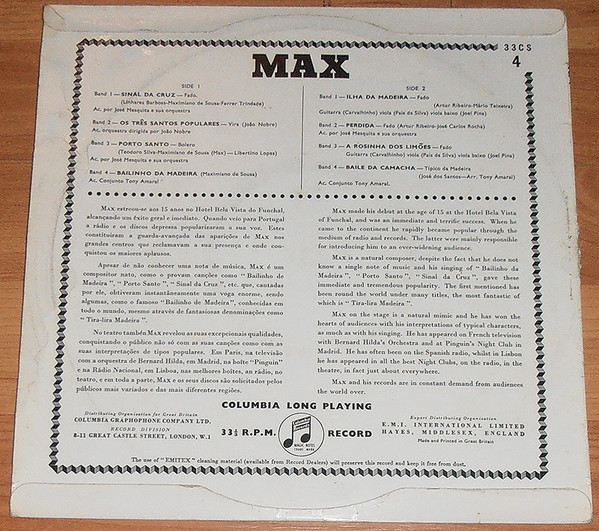 33CS
4
MAX
SIDE 1
Band 1 — SINÁL DA CRUZ — Fado.
(Linhares Barboss-Maximiano de Sousa-Ferrer Trindade)
Ac. por José Mesquita e sua orquestra
Band 2 — OS TRÊS SANTOS POPULARES — Vira (João Nobre)
Ac. orquestra dirigida por João Nobre
Band 3 — PORTO SANTO — Bolero
(Teodoro Silva-Maximiano de Sousa (Max) — Libertino Lopes)
Ac. por José Mesquita e sua orquestra
Band 4 — BAILINHO DA MADEIRA (Maximiano de Sousa)
Ac. Conjunto Tony Amaral
SIDE 2
Band 1 — ILHA DA MADEIRA — Fado
(Artur Ribeiro-Mário Teixeira)
Guitarra (Carvalhinho) viola (Pais da Silva) viola baixo (Joel Pina)
Band 2 — PERDIDA — Fado (Artur Ribeiro-José Carlos Rocha)
Ac. por José Mesquita e sua orquestra
Band 3 — A ROSINHA DOS LIMÕES — Fado
Guitarra (Carvalhinho) viola (Pais da Silva) viola baixo (Joel Pina)
Band 4 — BAILE DA CAMACHA — Típico da Madeira
(José dos Santos—Arr. Tony Amaral)
Ac. Conjunto Tony Amaral.
MAX estreou-se aos 15 anos no Hotel Bela Vista do Funchal,
alcançando um êxito geral e imediato. Quando veio para Portugal
a rádio e os discos depressa popularizaram a sua voz. Estes
constituíram a guarda-avançada das aparições de MAX nos
grandes centros que reclamavam a sua presença e onde con-
quistou os maiores aplausos.
Apesar de não conhecer uma nota de música, MAX é um
compositor nato, como o provam canções como "Bailinho de
Madeira", "Porto Santo", "Sinal da Cruz", etc. que, cantadas
por ele, obtiveram instantâneamente uma voga enorme, sendo
algumas, como o famoso "Bailinho de Madeira", conhecidas em
todo o mundo, mesmo através de fantasiosas denominações como
" Tira-lira Madeira ".
No teatro também MAX revelou as suas excepcionais qualidades,
conquistando o público não só com as suas canções como com as
suas interpretações de tipos populares. Em Paris, na televisão
com a orquestra de Bernard Hilda, em Madrid, na boîte "Pinguin"
e na Rádio Nacional, em Lisboa, nas melhores boîtes, an rádio, no
teatro, e em toda a parte, MAX e os seus discos são solicitados pelos
públicos mais variados e das mais diferentes regiões.
MAX made his debut at the age of 15 at the Hotel Bela Vista
of Funchal, and was an immediate and terrific success. When he
came to the continent he rapidly became popular through the
medium of radio and records. The latter were mainly responsible
for introducing him to an ever-widening audience.
MAX is a natural composer, despite the fact that he does not
know a single note of music and his singing of " Bailinho da
Madeira ", " Porto Santo ", " Sinal da Cruz ", gave these
immediate and tremendous popularity. The first mentioned has
been round the world under many titles, the most fantastic of
which is " Tira-lira Madeira ".
MAX on the stage is a natural mimic and he has won the
hearts of audiences with his interpretations of typical characters,
as much as with his singing. He has appeared on French television
with Bernard Hilda's Orchestra and at Pinguin's Night Club in
Madrid. He has often been on the Spanish radio, whilst in Lisbon
he has appeared in all the best Night Clubs, on the radio, in the
theatre, in fact just about everywhere.
MAX and his records are in constant demand from audiences
the world over.
COLUMBIA LONG PLAYING
33⅓ R.P.M. RECORD
MAGIC NOTES
TRADE MARK
Distributing Organisation for Great Britain
COLUMBIA GRAPHOPHONE COMPANY LTD.
RECORD DIVISION
8-11 GREAT CASTLE STREET, LONDON, W.1
Export Distributing Organisation
E.M.I. INTERNATIONAL LIMITED
HAYES, MIDDLESEX, ENGLAND
Made and Printed in Great Britain
The use of "EMITEX" cleaning material (available from Record Dealers) will preserve this record and keep it free from dust.